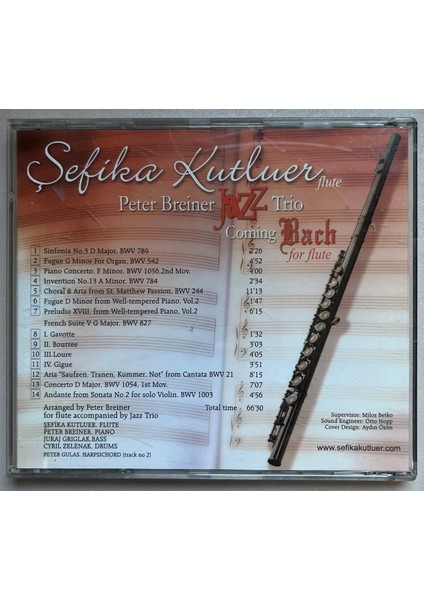 Şefika Kutluer flute
Peter Breiner JAZZ Trio
Coming Bach
for flute
1 Sinfonia No.3 D Major, BWV 789 2'26
2 Fugue G Minor For Organ, BWV 542 6'52
3 Piano Concerto, F Minor, BWV 1056.2nd Mov. 4'00
4 Invention No.13 A Minor, BWV 784 2'34
5 Choral & Aria from St. Matthew Passion, BWV 244 11'13
6 Fugue D Minor from Well-tempered Piano, Vol.2 1'47
7 Preludio XVIII. from Well-tempered Piano, Vol.2 6'15
French Suite V G Major, BWV 827
8 I. Gavotte 1'32
9 II. Bourree 3'03
10 III.Loure 4'05
11 IV. Gigue 3'51
12 Aria "Saufzen, Tranen, Kummer, Not" from Cantata BWV 21 8'15
13 Concerto D Major, BWV 1054, 1st Mov. 7'07
14 Andante from Sonata No.2 for solo Violin, BWV 1003 4'56
Arranged by Peter Breiner Total time 66'30
for flute accompanied by Jazz Trio
ŞEFİKA KUTLUER, FLUTE
PETER BREINER, PIANO
JURAJ GRIGLAK,BASS
CYRIL ZELENAK, DRUMS
PETER GULAS, HARPSICHORD (track no 2)
Supervisor: Milos Betko
Sound Engineer: Otto Nopp
Cover Design: Aydın Özön
www.sefikakutluer.com